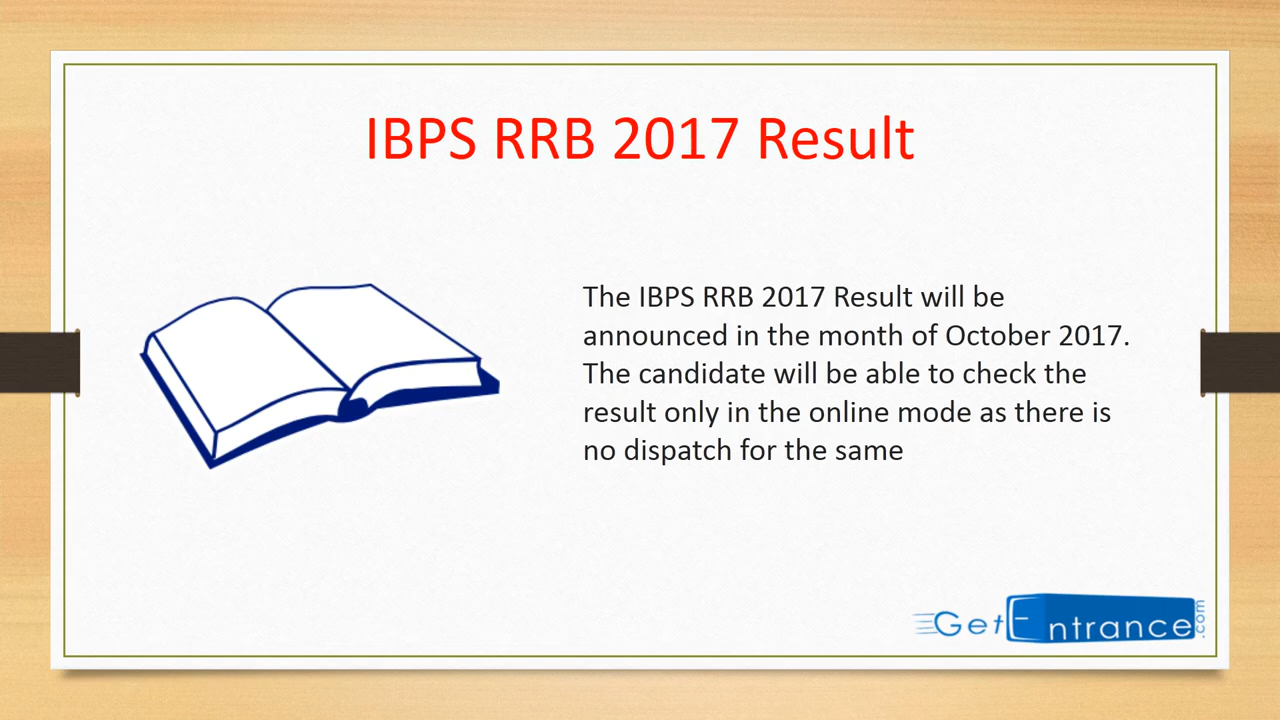 IBPS RRB 2017 Result
The IBPS RRB 2017 Result will be
announced in the month of October 2017.
The candidate will be able to check the
result only in the online mode as there is
no dispatch for the same
GetEntrance.com